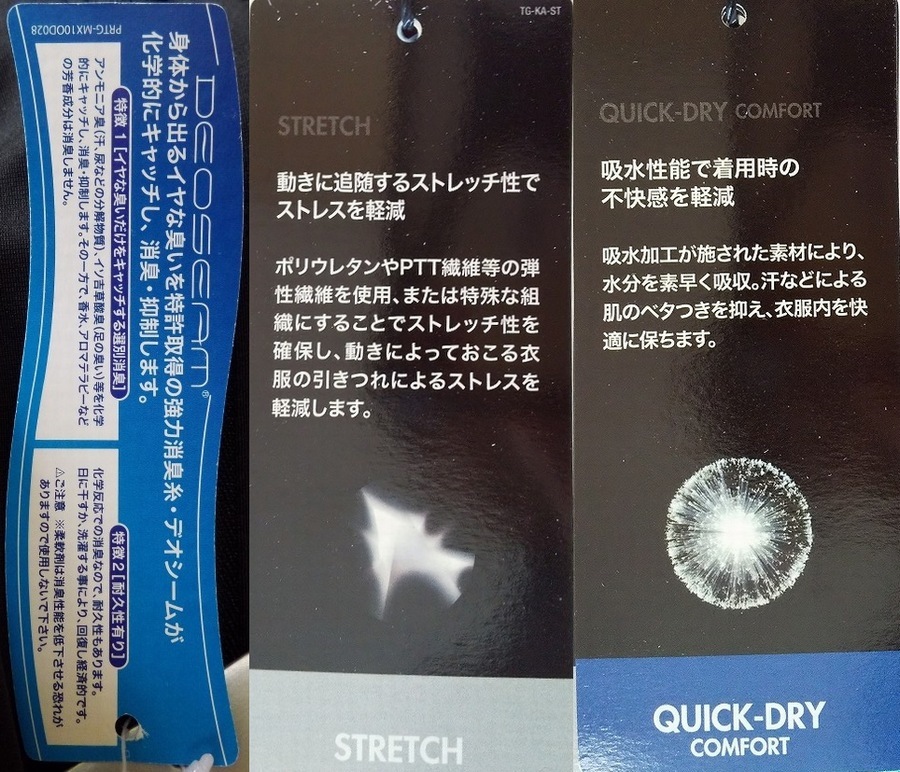 PRTG-MX10OD028
DEOSEAM®
身体から出るイヤな臭いを特許取得の強力消臭糸・デオシームが
化学的にキャッチし、消臭・抑制します。
特徴1[イヤな臭いだけをキャッチする選別消臭]
アンモニア臭(汗、尿などの分解物質)、イソ吉草酸臭(足の臭い)等を化学
的にキャッチし、消臭・抑制します。その一方で、香水、アロマテラピーなど
の芳香成分は消臭しません。
特徴2[耐久性有り]
化学反応での消臭なので、耐久性もあります。
日に干すか、洗濯する事により、回復し経済的です。
⚠ご注意 ※柔軟剤は消臭性能を低下させる恐れが
ありますので使用しないで下さい。
TG-KA-ST
STRETCH
動きに追随するストレッチ性で
ストレスを軽減
ポリウレタンやPTT繊維等の弾
性繊維を使用、または特殊な組
織にすることでストレッチ性を
確保し、動きによっておこる衣
服の引きつれによるストレスを
軽減します。
STRETCH
QUICK-DRY COMFORT
吸水性能で着用時の
不快感を軽減
吸水加工が施された素材により、
水分を素早く吸収。汗などによる
肌のベタつきを抑え、衣服内を快
適に保ちます。
QUICK-DRY
COMFORT